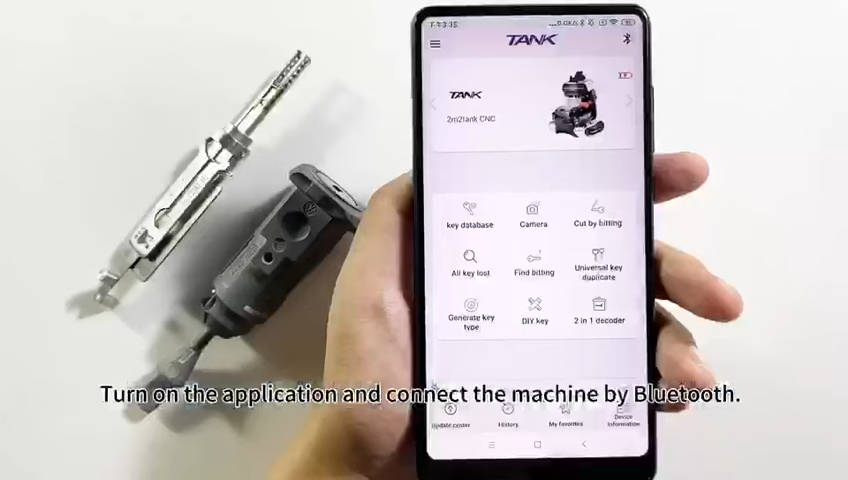 TANK
TANK
2m2tank CNC
key database
Camera
Cut by bitting
All key lost
Find bitting
Universal key
duplicate
Generate key
type
DIY key
2 in 1 decoder
Turn on the application and connect the machine by Bluetooth.
Update center
History
My favorites
Device
information